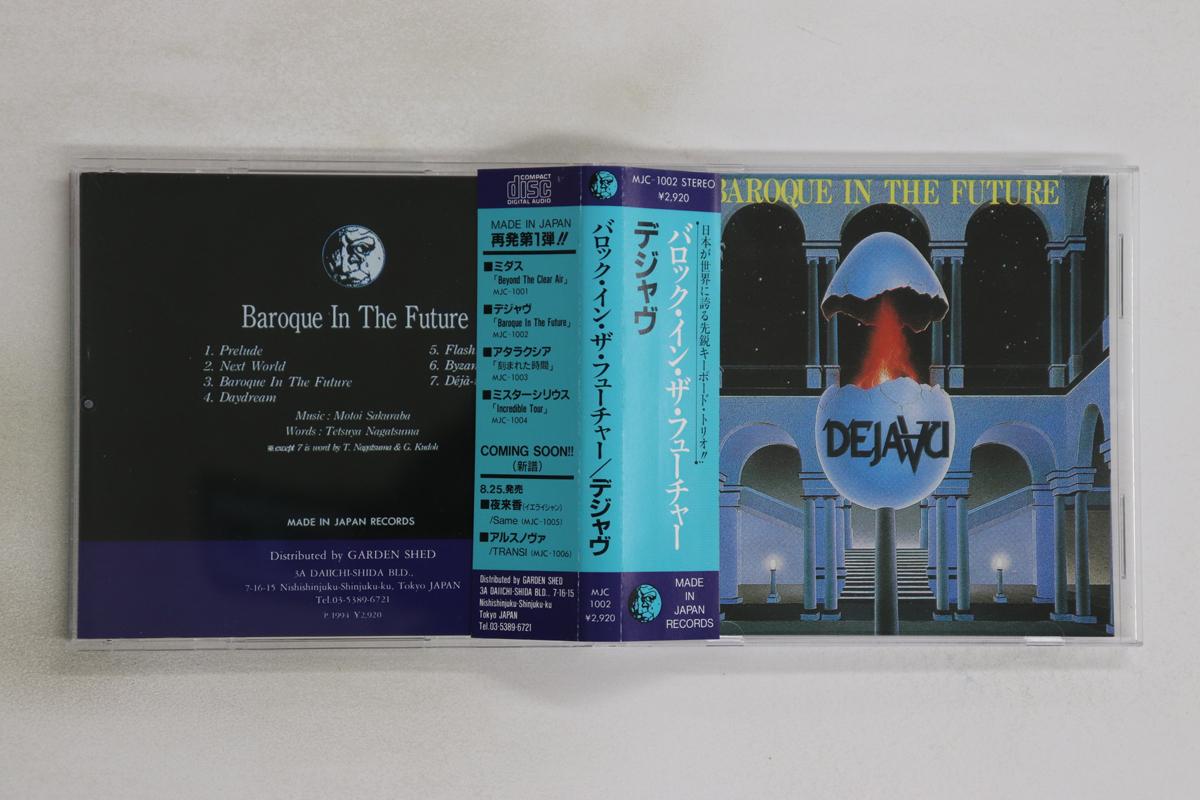 Baroque In The Future
1. Prelude
2. Next World
3. Baroque In The Future
4. Daydream
5. Flash
6.
7.
Music : Motoi Sakuraba
Words : Tetsuya Nagatsuma
※except 7 is word by T. Nagatsuma & G. Kudoh
MADE IN JAPAN RECORDS
Distributed by GARDEN SHED
3A DAIICHI-SHIDA BLD.,
7-16-15 Nishishinjuku-Shinjuku-ku, Tokyo JAPAN
Tel.03-5389-6721
P.1994 ¥2,920
COMPACT
disc
DIGITAL AUDIO
MADE IN JAPAN
再発第1弾!!
■ミダス
「Beyond The Clear Air」
MJC-1001
■デジャヴ
「Baroque In The Future」
MJC-1002
■アタラクシア
「刻まれた時間」
MJC-1003
■ミスターシリウス
「Incredible Tour」
MJC-1004
COMING SOON!!
(新譜)
8.25.発売
■夜来香(イエライシャン)
/Same (MJC-1005)
■アルスノヴァ
/TRANSI (MJC-1006)
Distributed by GARDEN SHED
3A DAIICHI-SHIDA BLD., 7-16-15
Nishishinjuku-Shinjuku-ku
Tokyo JAPAN
Tel.03-5389-6721
バロック・イン・ザ・フューチャー/デジャヴ
MJC
1002
¥2,920
MJC-1002 STEREO
¥2,920
日本が世界に誇る先鋭キーボード・トリオ!!
バロック・イン・ザ・フューチャー
デジャヴ
MADE
IN
JAPAN
RECORDS
BAROQUE IN THE FUTURE
DEJAVU